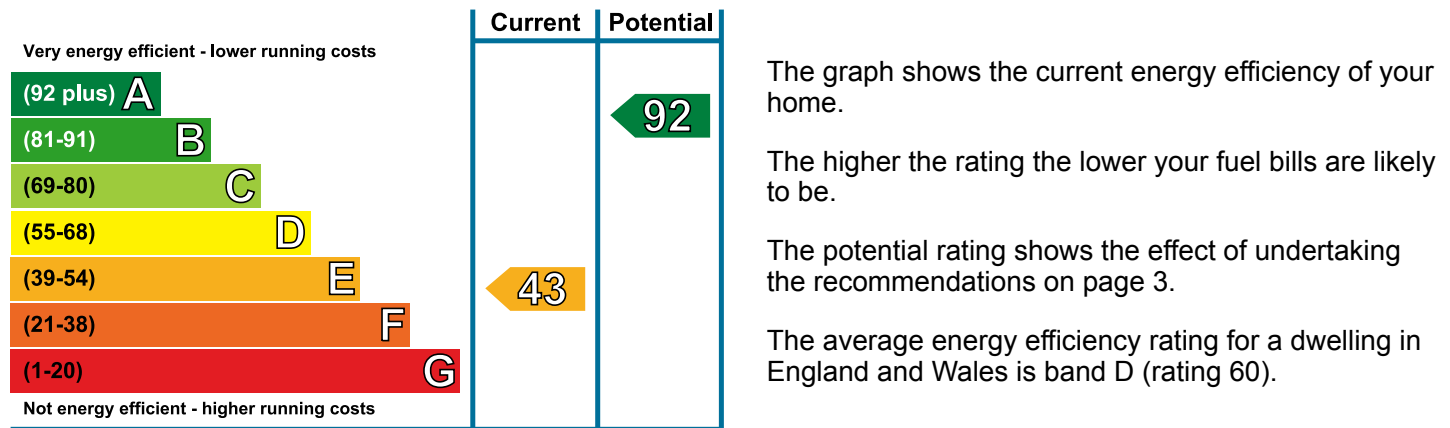 Current Potential
Very energy efficient - lower running costs
(92 plus) A
(81-91) B
(69-80) C
(55-68) D
(39-54) E
(21-38) F
(1-20) G
Not energy efficient - higher running costs
92
43
The graph shows the current energy efficiency of your
home.
The higher the rating the lower your fuel bills are likely
to be.
The potential rating shows the effect of undertaking
the recommendations on page 3.
The average energy efficiency rating for a dwelling in
England and Wales is band D (rating 60).